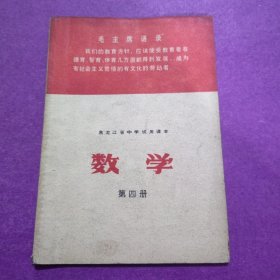 毛主席语录
我们的教育方针，应该使受教育者在
德育、智育、体育几方面都得到发展，成为
有社会主义觉悟的有文化的劳动者。
黑龙江省中学试用课本
数学
第四册